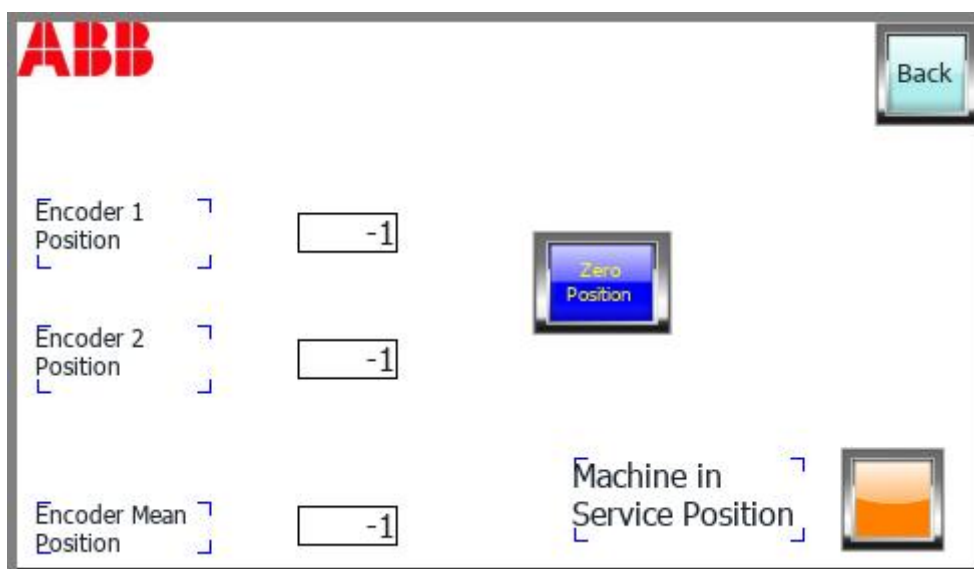 ABB
Back
Encoder 1
Position
-1
Zero
Position
Encoder 2
Position
-1
Machine in
Service Position
Encoder Mean
Position
-1